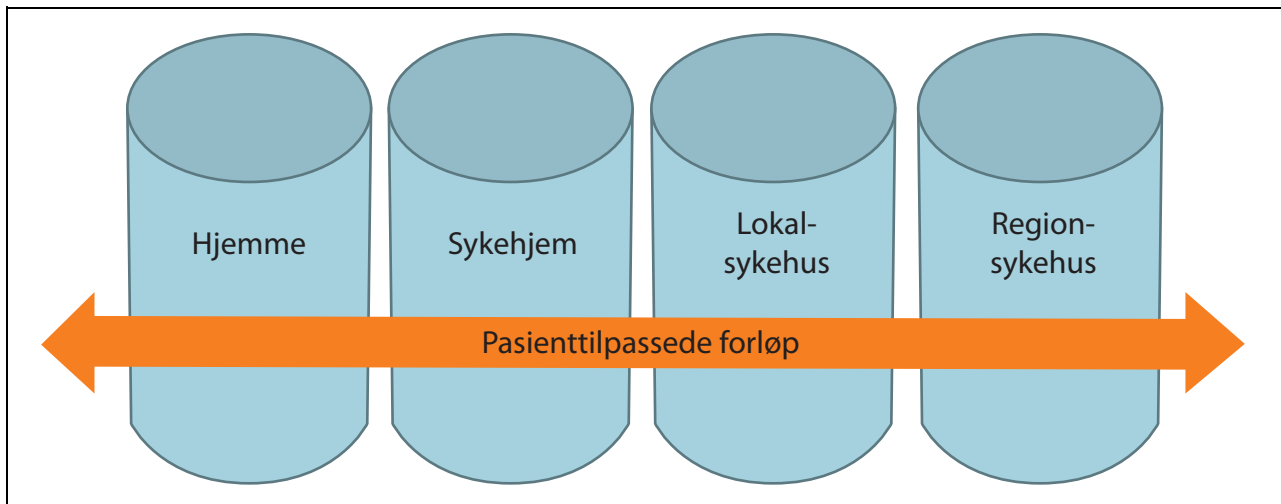 Hjemme
Sykehjem
Lokal-
sykehus
Region-
sykehus
Pasienttilpassede forløp